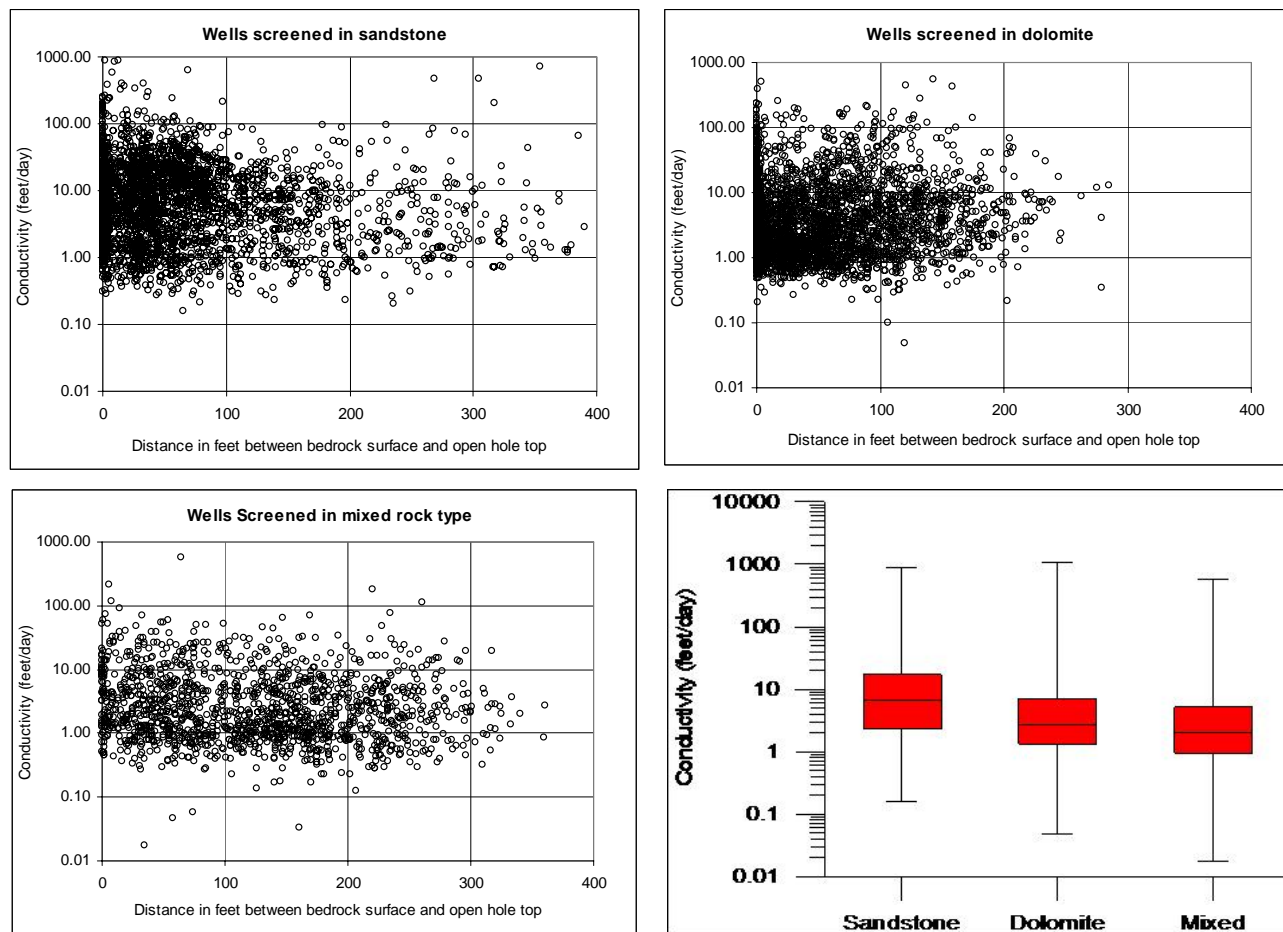 Wells screened in sandstone
1000.00
100.00
10.00
1.00
0.10
0.01
Conductivity (feet/day)
0 100 200 300 400
Distance in feet between bedrock surface and open hole top
Wells screened in dolomite
1000.00
100.00
10.00
1.00
0.10
0.01
Conductivity (feet/day)
0 100 200 300 400
Distance in feet between bedrock surface and open hole top
Wells Screened in mixed rock type
1000.00
100.00
10.00
1.00
0.10
0.01
Conductivity (feet/day)
0 100 200 300 400
Distance in feet between bedrock surface and open hole top
10000
1000
100
10
1
0.1
0.01
Conductivity (feet/day)
Sandstone Dolomite Mixed